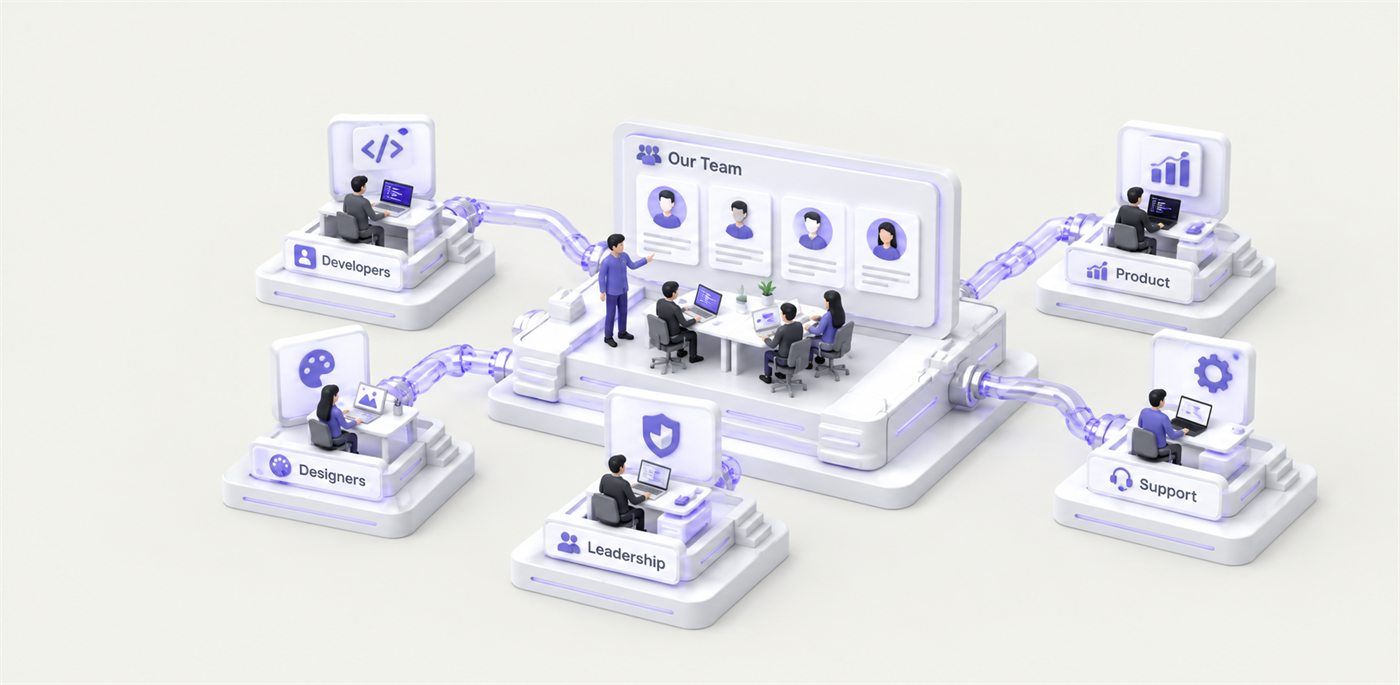 </>
Our Team
Developers
Product
Designers
Leadership
Support